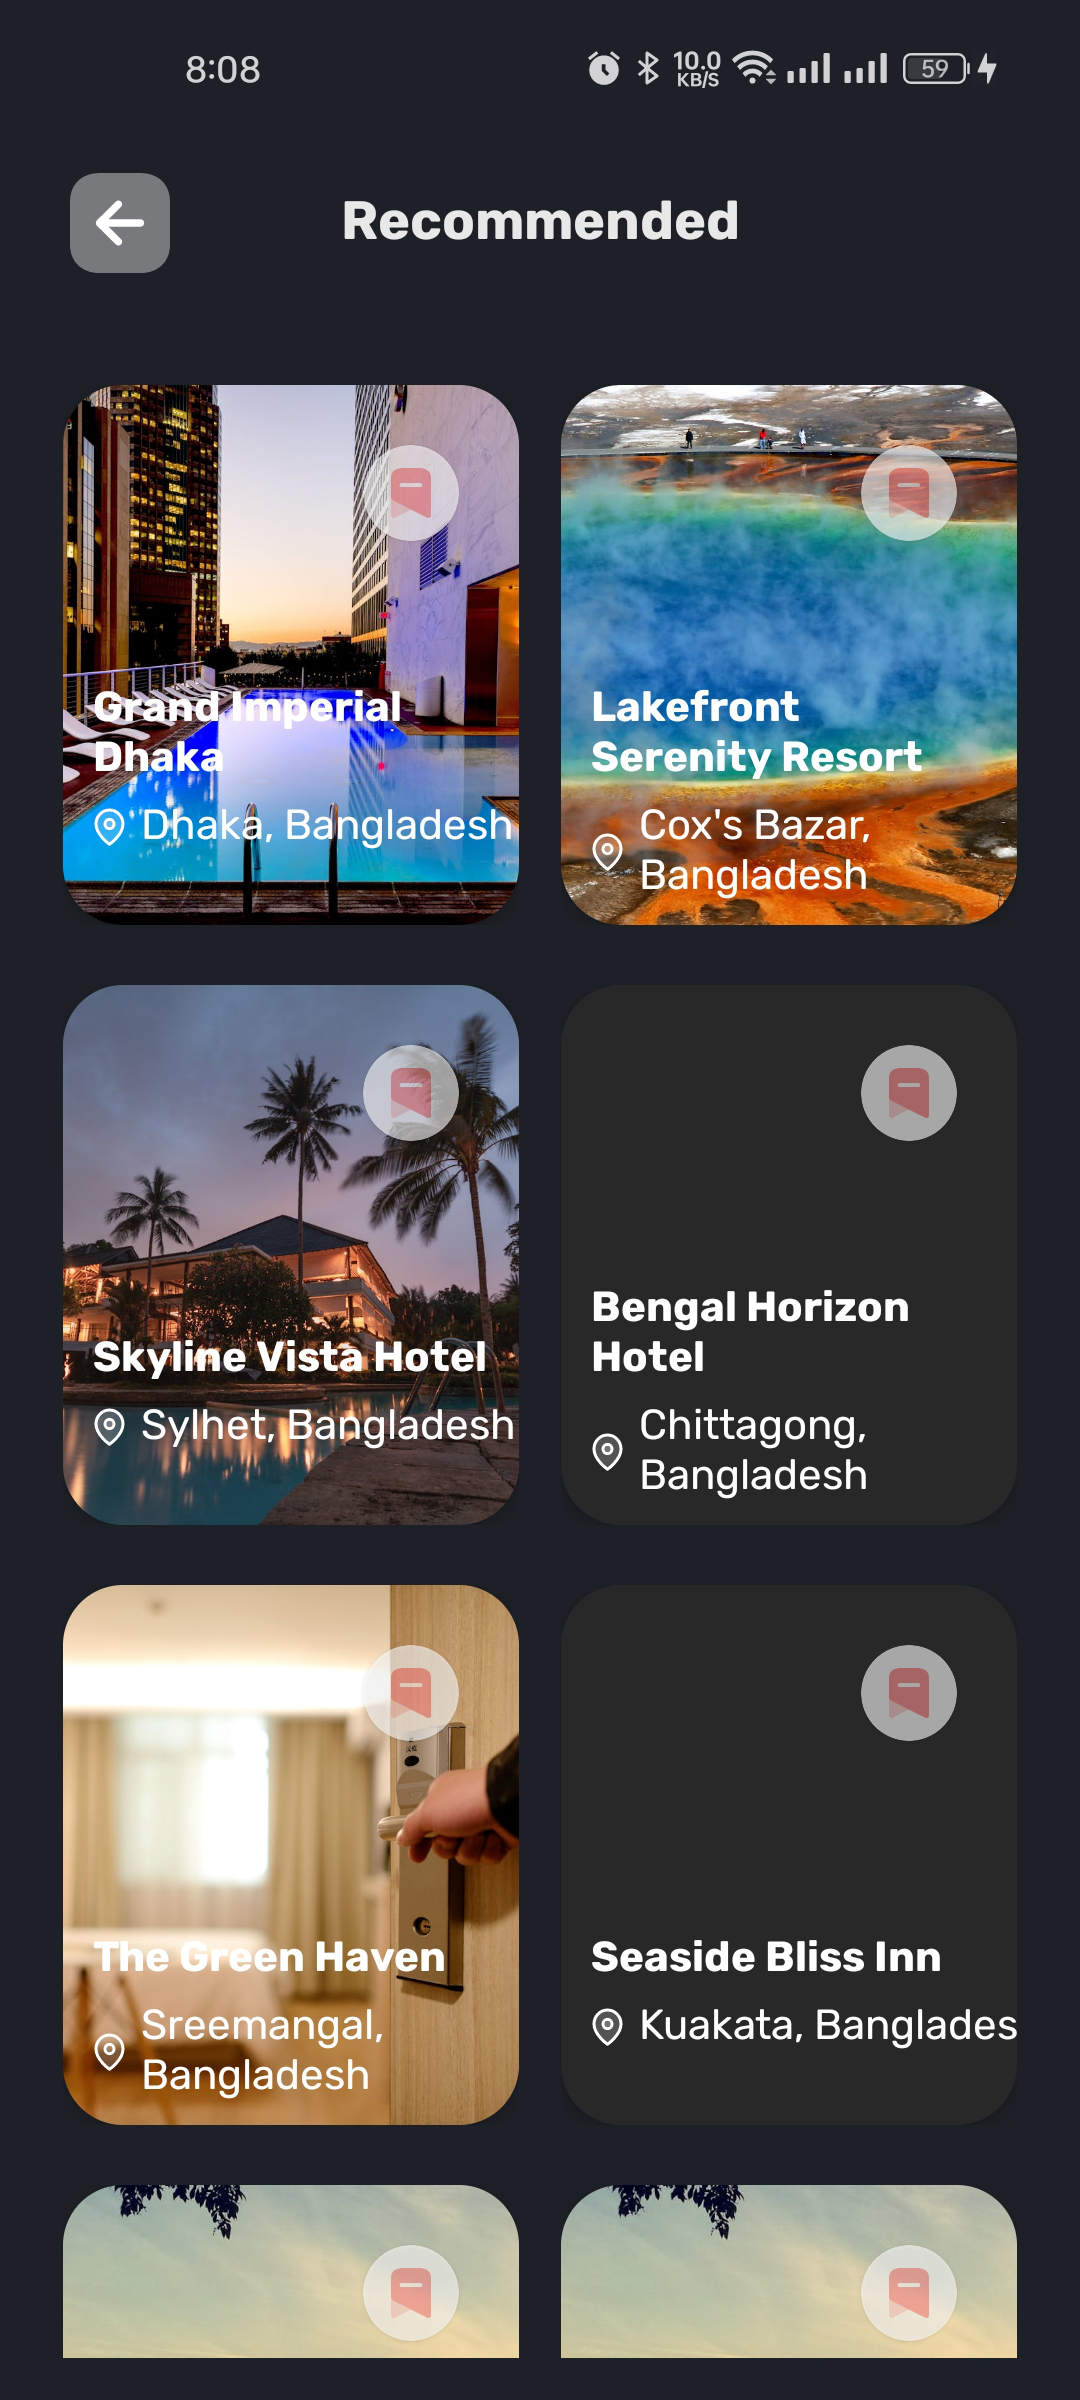 8:08
10.0
KB/S
59
Recommended
Grand Imperial
Dhaka
Dhaka, Bangladesh
Lakefront
Serenity Resort
Cox's Bazar,
Bangladesh
Skyline Vista Hotel
Sylhet, Bangladesh
Bengal Horizon
Hotel
Chittagong,
Bangladesh
The Green Haven
Sreemangal,
Bangladesh
Seaside Bliss Inn
Kuakata, Banglades